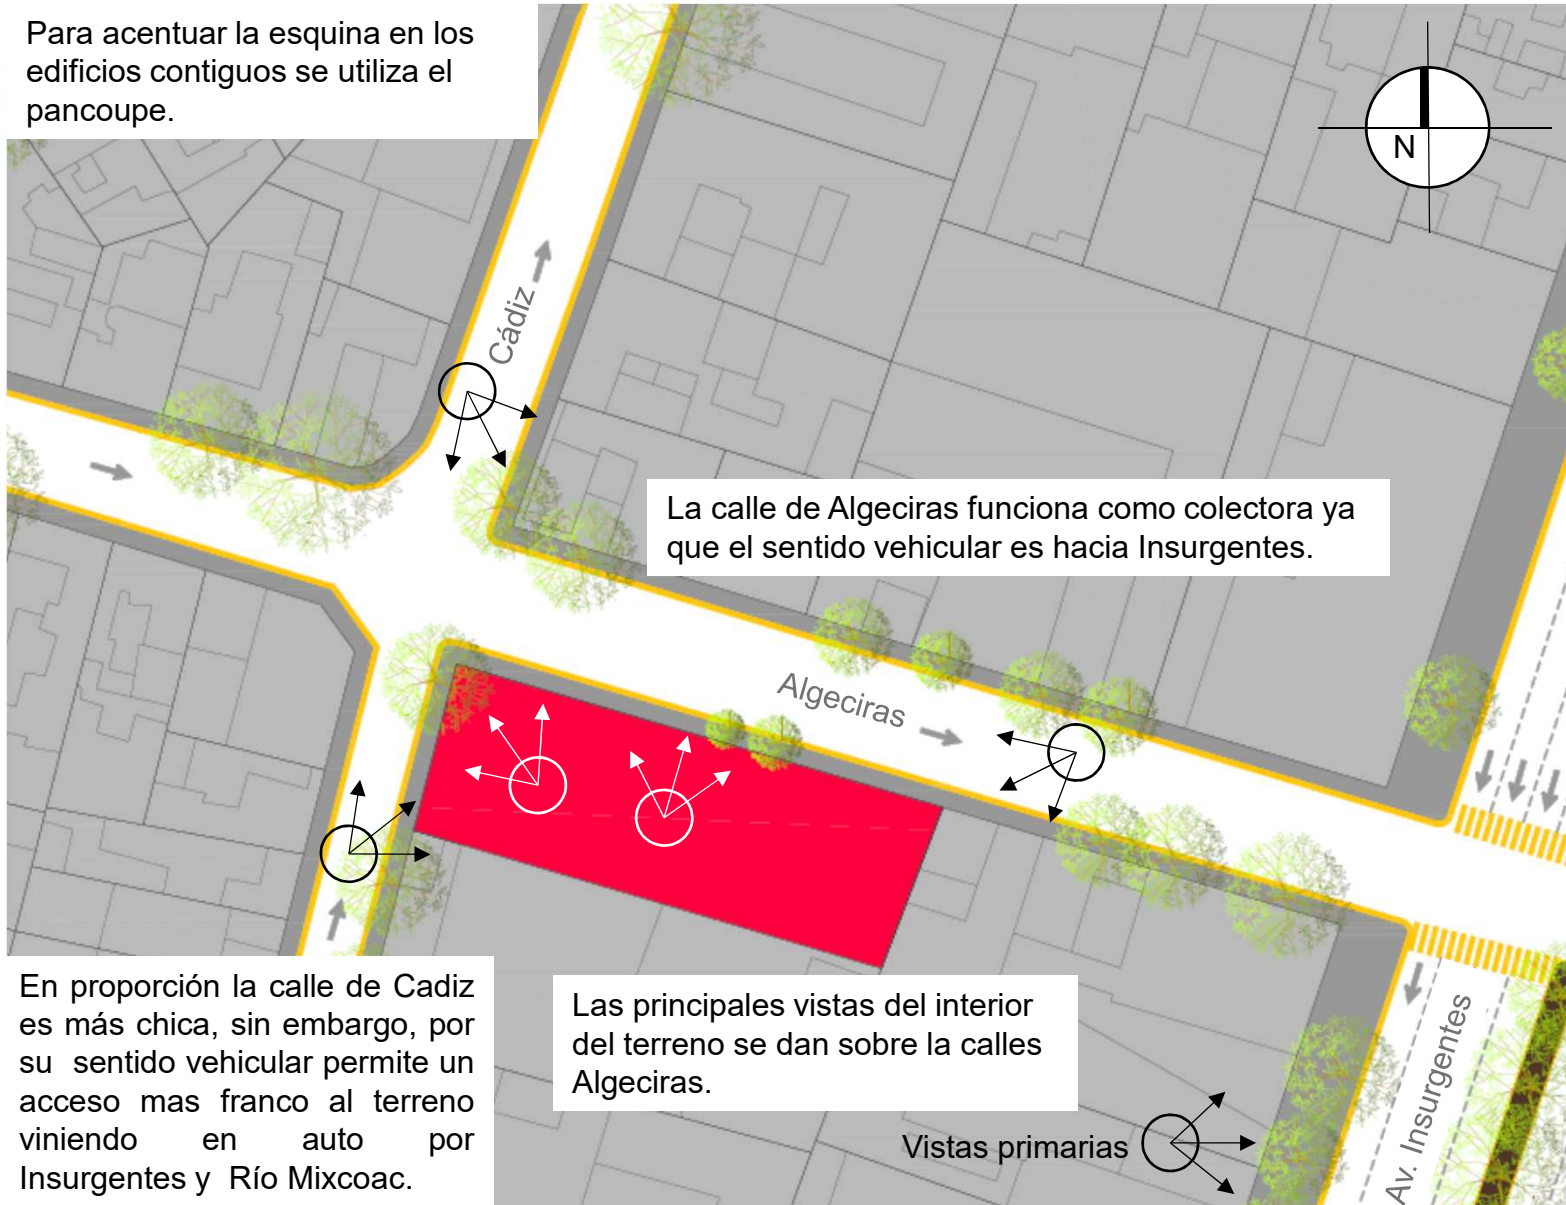 Para acentuar la esquina en los
edificios contiguos se utiliza el
pancoupe.
N
Cádiz
La calle de Algeciras funciona como colectora ya
que el sentido vehicular es hacia Insurgentes.
Algeciras
En proporción la calle de Cadiz
es más chica, sin embargo, por
su sentido vehicular permite un
acceso mas franco al terreno
viniendo en auto por
Insurgentes y Río Mixcoac.
Las principales vistas del interior
del terreno se dan sobre la calles
Algeciras.
Vistas primarias
Av. Insurgentes